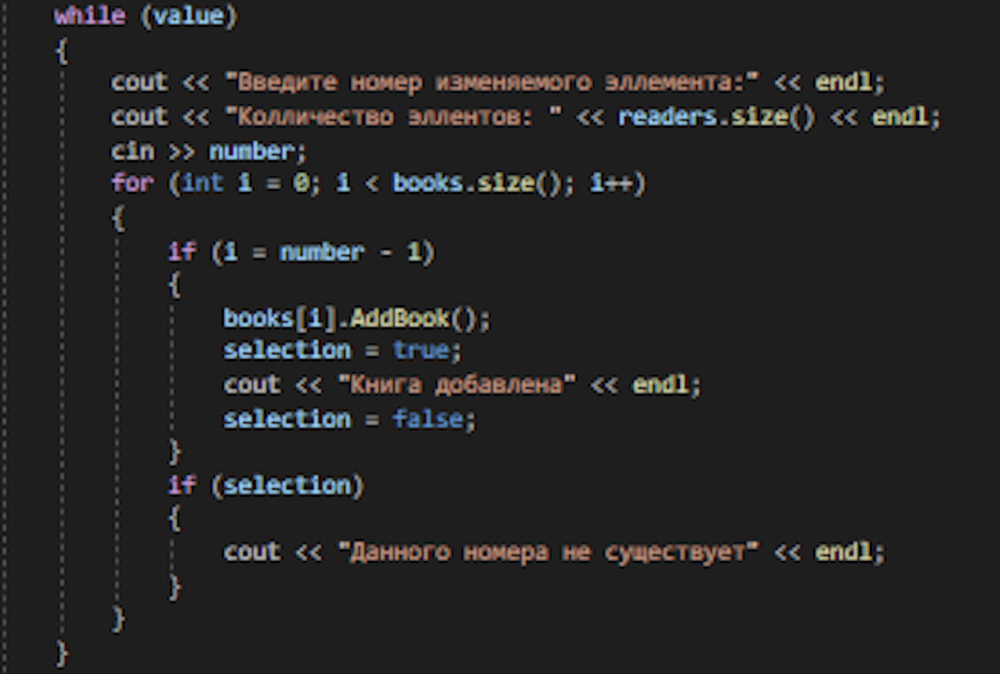 while (value)
{
cout << "Введите номер изменяемого эллемента:" << endl;
cout << "Колличество эллентов: " << readers.size() << endl;
cin >> number;
for (int i = 0; i < books.size(); i++)
{
if (i = number - 1)
{
books[i].AddBook();
selection = true;
cout << "Книга добавлена" << endl;
selection = false;
}
if (selection)
{
cout << "Данного номера не существует" << endl;
}
}
}